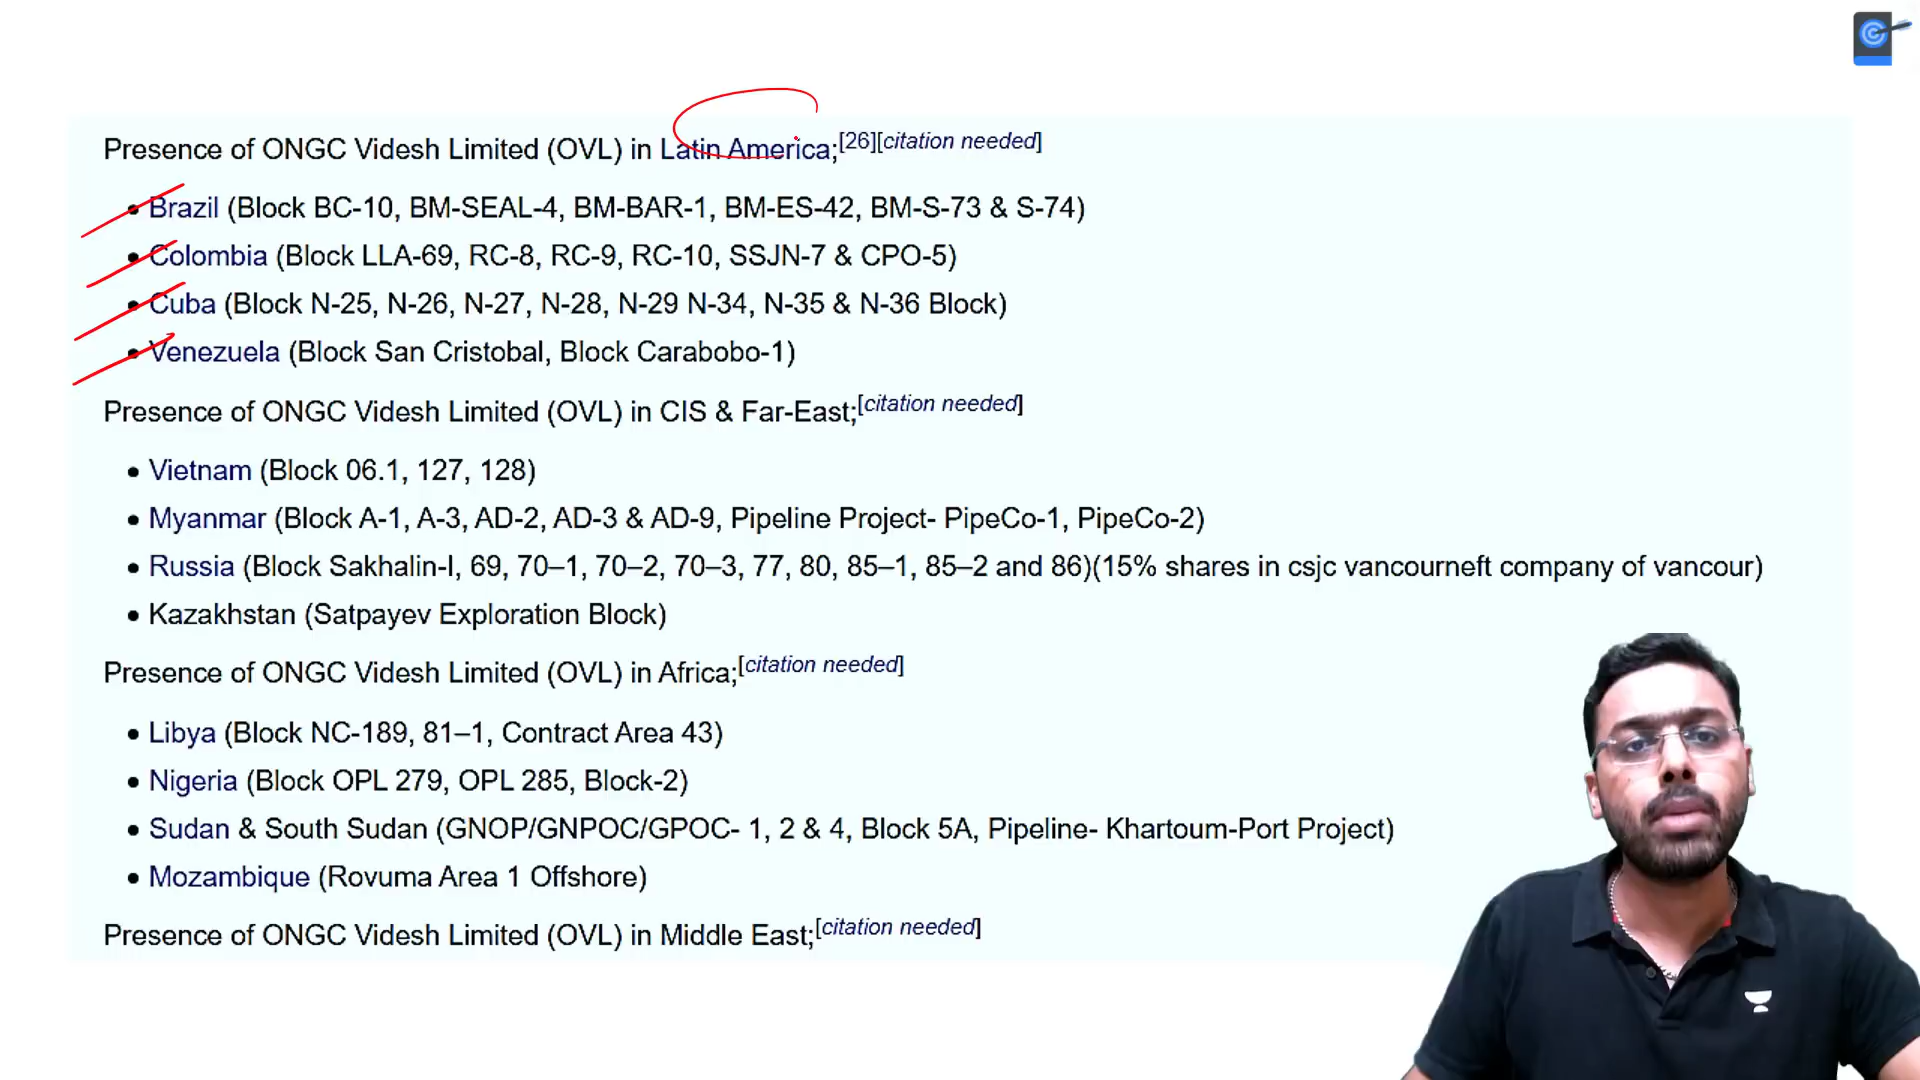 Presence of ONGC Videsh Limited (OVL) in Latin America;[26][citation needed]
• Brazil (Block BC-10, BM-SEAL-4, BM-BAR-1, BM-ES-42, BM-S-73 & S-74)
• Colombia (Block LLA-69, RC-8, RC-9, RC-10, SSJN-7 & CPO-5)
• Cuba (Block N-25, N-26, N-27, N-28, N-29 N-34, N-35 & N-36 Block)
• Venezuela (Block San Cristobal, Block Carabobo-1)
Presence of ONGC Videsh Limited (OVL) in CIS & Far-East;[citation needed]
• Vietnam (Block 06.1, 127, 128)
• Myanmar (Block A-1, A-3, AD-2, AD-3 & AD-9, Pipeline Project- PipeCo-1, PipeCo-2)
• Russia (Block Sakhalin-I, 69, 70–1, 70–2, 70–3, 77, 80, 85–1, 85–2 and 86)(15% shares in csjc vancourneft company of vancour)
• Kazakhstan (Satpayev Exploration Block)
Presence of ONGC Videsh Limited (OVL) in Africa;[citation needed]
• Libya (Block NC-189, 81–1, Contract Area 43)
• Nigeria (Block OPL 279, OPL 285, Block-2)
• Sudan & South Sudan (GNOP/GNPOC/GPOC- 1, 2 & 4, Block 5A, Pipeline- Khartoum-Port Project)
• Mozambique (Rovuma Area 1 Offshore)
Presence of ONGC Videsh Limited (OVL) in Middle East;[citation needed]